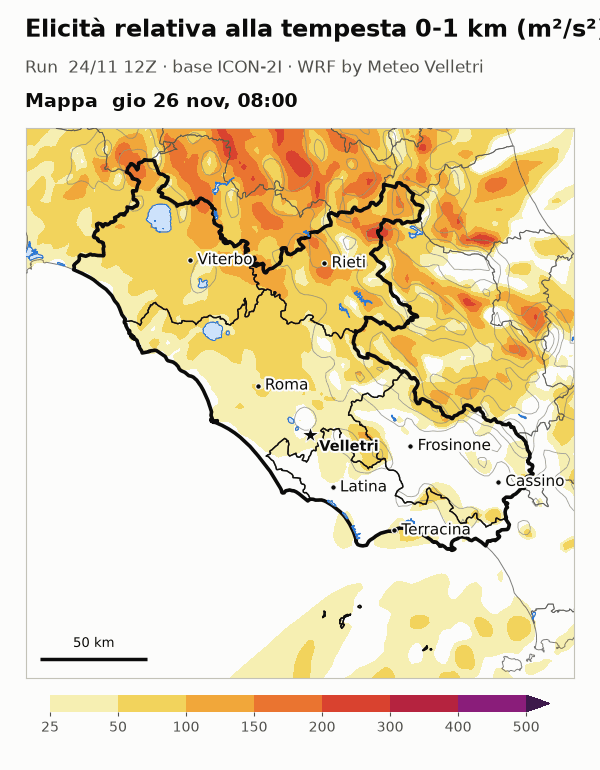 Elicità relativa alla tempesta 0-1 km (m²/s²)
Run  24/11 12Z · base ICON-2I · WRF by Meteo Velletri
Mappa  gio 26 nov, 08:00
Viterbo
Rieti
Roma
Velletri
Frosinone
Cassino
Latina
Terracina
50 km
25 50 100 150 200 300 400 500